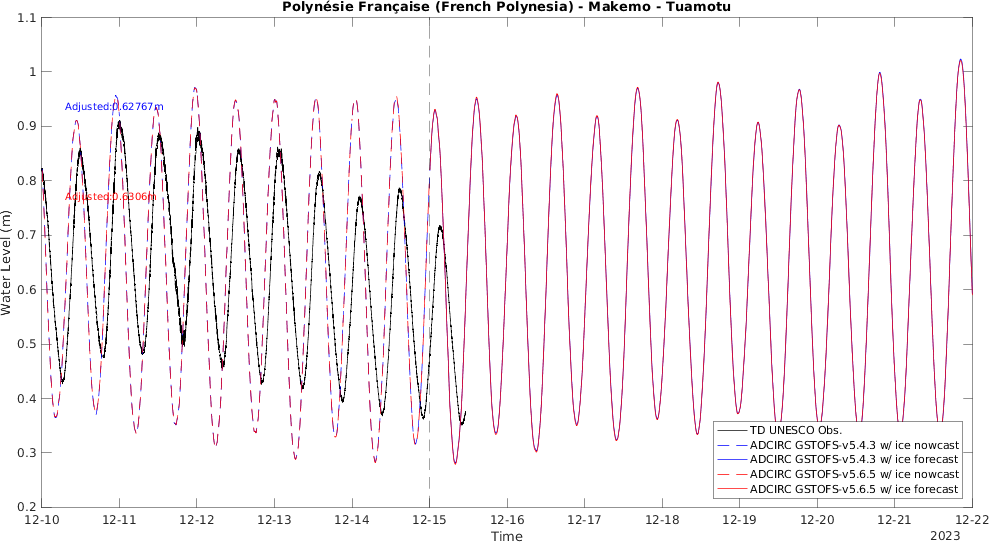 Polynésie Française (French Polynesia) - Makemo - Tuamotu
1.1
1
0.9
0.8
0.7
0.6
0.5
0.4
0.3
0.2
Water Level (m)
Adjusted:0.62767m
Adjusted:0.6306m
TD UNESCO Obs.
ADCIRC GSTOFS-v5.4.3 w/ ice nowcast
ADCIRC GSTOFS-v5.4.3 w/ ice forecast
ADCIRC GSTOFS-v5.6.5 w/ ice nowcast
ADCIRC GSTOFS-v5.6.5 w/ ice forecast
12-10 12-11 12-12 12-13 12-14 12-15 12-16 12-17 12-18 12-19 12-20 12-21 12-22
Time 2023